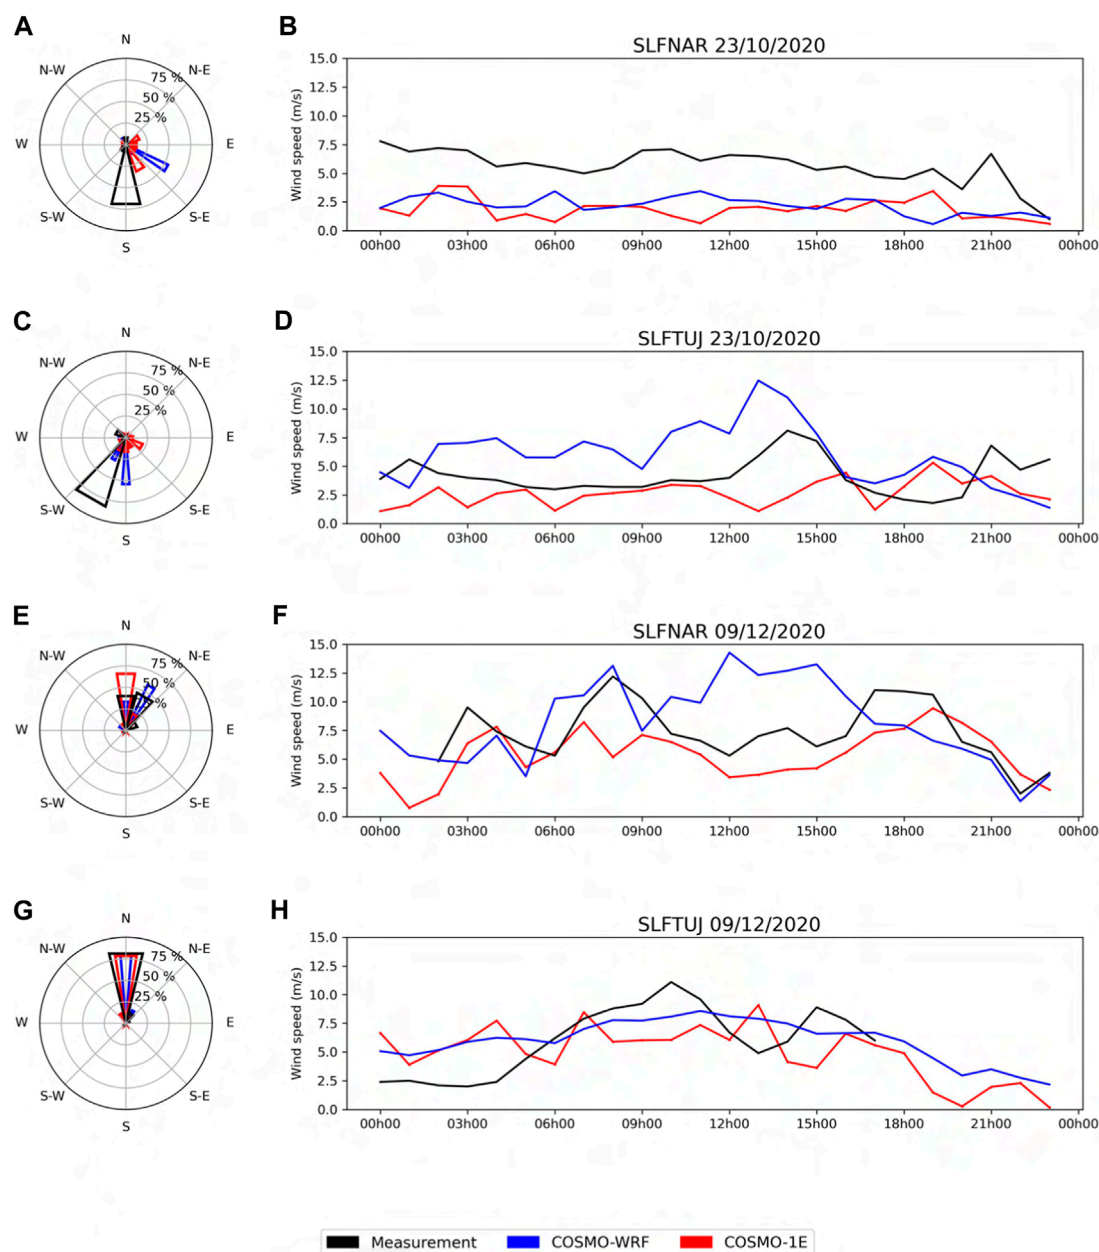 A
N
N-W
N-E
75 %
50 %
25 %
W
E
S-W
S-E
S
B
SLFNAR 23/10/2020
Wind speed (m/s)
15.0
12.5
10.0
7.5
5.0
2.5
0.0
00h00 03h00 06h00 09h00 12h00 15h00 18h00 21h00 00h00
C
N
N-W
N-E
75 %
50 %
25 %
W
E
S-W
S-E
S
D
SLFTUJ 23/10/2020
Wind speed (m/s)
15.0
12.5
10.0
7.5
5.0
2.5
0.0
00h00 03h00 06h00 09h00 12h00 15h00 18h00 21h00 00h00
E
N
N-W
N-E
75 %
50 %
%
W
E
S-W
S-E
S
F
SLFNAR 09/12/2020
Wind speed (m/s)
15.0
12.5
10.0
7.5
5.0
2.5
0.0
00h00 03h00 06h00 09h00 12h00 15h00 18h00 21h00 00h00
G
N
N-W
N-E
75 %
50 %
25 %
W
E
S-W
S-E
S
H
SLFTUJ 09/12/2020
Wind speed (m/s)
15.0
12.5
10.0
7.5
5.0
2.5
0.0
00h00 03h00 06h00 09h00 12h00 15h00 18h00 21h00 00h00
Measurement COSMO-WRF COSMO-1E